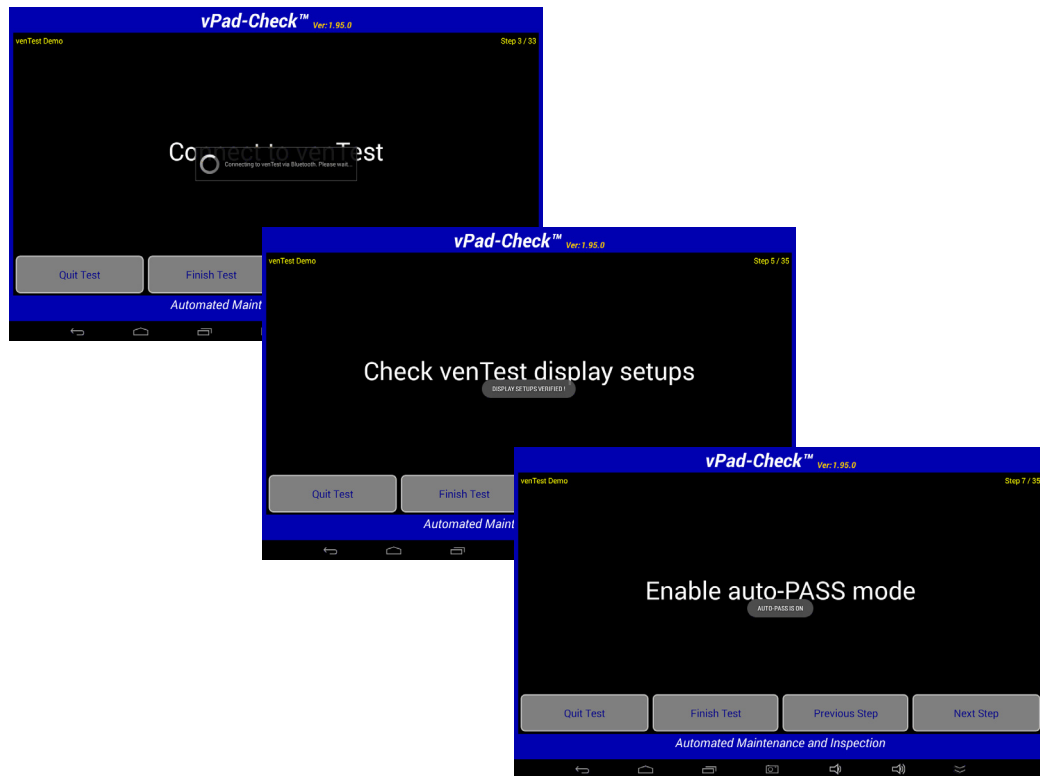 vPad-Check™ Ver:1.95.0
venTest Demo Step 3 / 33
Connect to venTest
Connecting to venTest via Bluetooth. Please wait...
Quit Test Finish Test
Automated Maint
vPad-Check™ Ver:1.95.0
venTest Demo Step 5 / 35
Check venTest display setups
DISPLAY SETUPS VERIFIED !
Quit Test Finish Test
Automated Maint
vPad-Check™ Ver:1.95.0
venTest Demo Step 7 / 35
Enable auto-PASS mode
AUTO-PASS IS ON
Quit Test Finish Test Previous Step Next Step
Automated Maintenance and Inspection